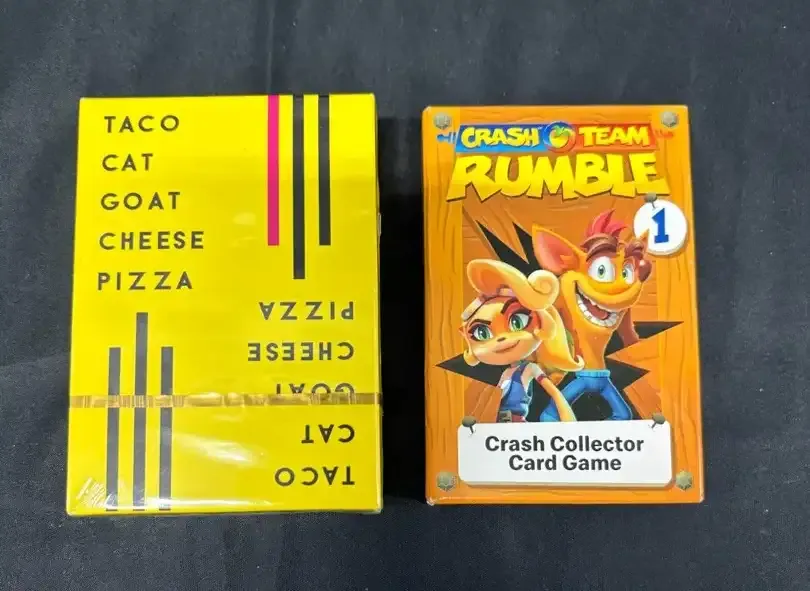 TACO
CAT
GOAT
CHEESE
PIZZA
PIZZA
CHEESE
GOAT
CAT
TACO
CRASH TEAM
RUMBLE
1
Crash Collector
Card Game